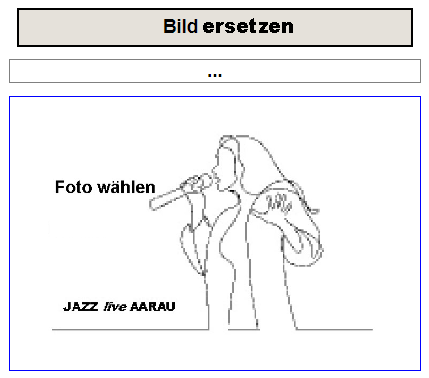 Bild ersetzen
...
Foto wählen
JAZZ live AARAU